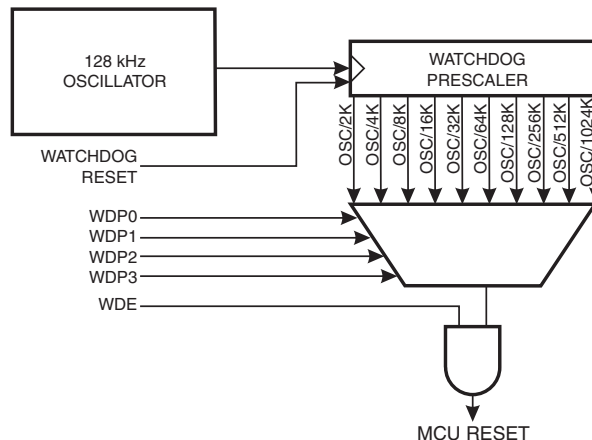 128 kHz
OSCILLATOR
WATCHDOG
PRESCALER
OSC/2K
OSC/4K
OSC/8K
OSC/16K
OSC/32K
OSC/64K
OSC/128K
OSC/256K
OSC/512K
OSC/1024K
WATCHDOG
RESET
WDP0
WDP1
WDP2
WDP3
WDE
MCU RESET